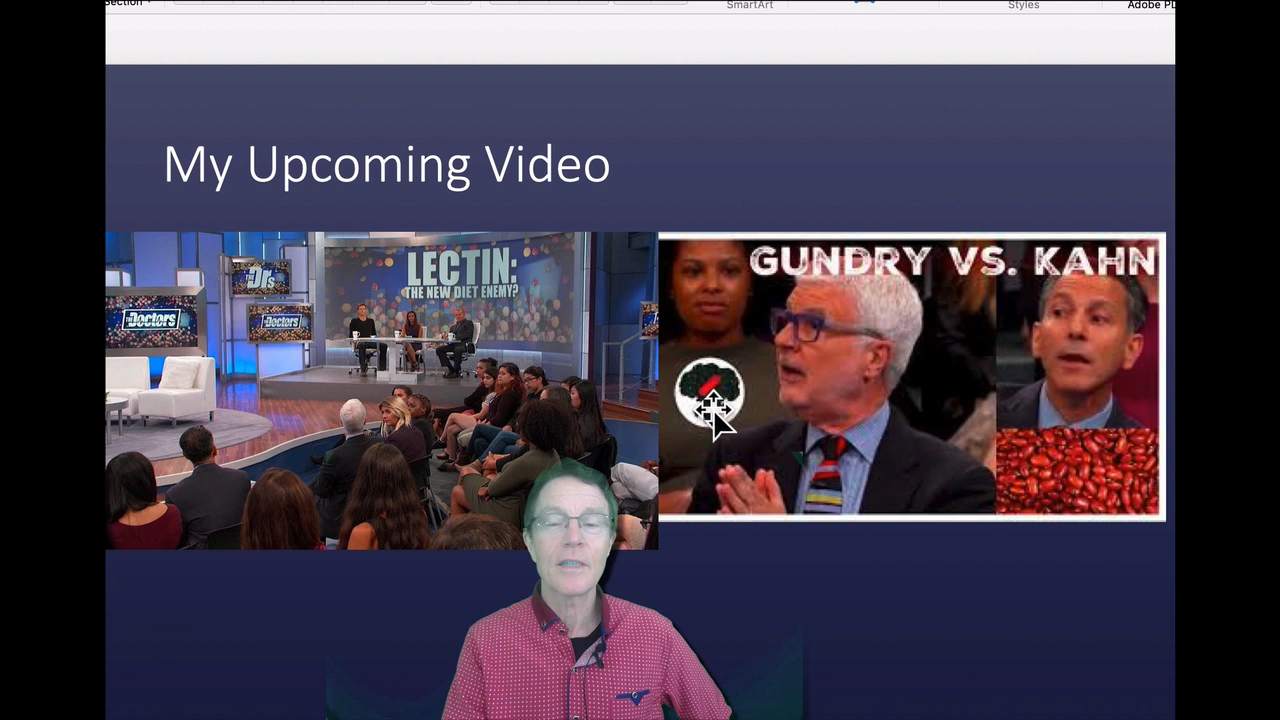 Section
SmartArt
Styles
Adobe PD
My Upcoming Video
LECTIN:
THE NEW DIET ENEMY?
Drs
THE Doctors
THE Doctors
GUNDRY VS. KAHN